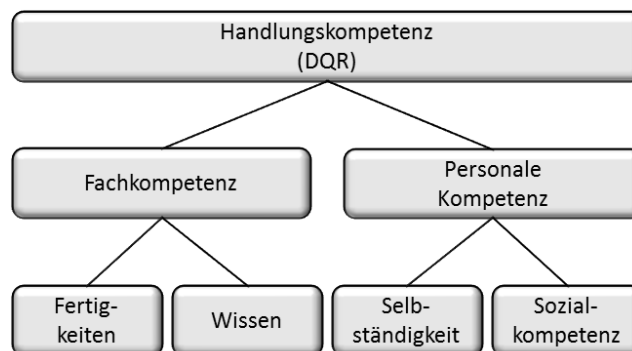 Handlungskompetenz
(DQR)
Fachkompetenz
Personale
Kompetenz
Fertig-
keiten
Wissen
Selb-
ständigkeit
Sozial-
kompetenz